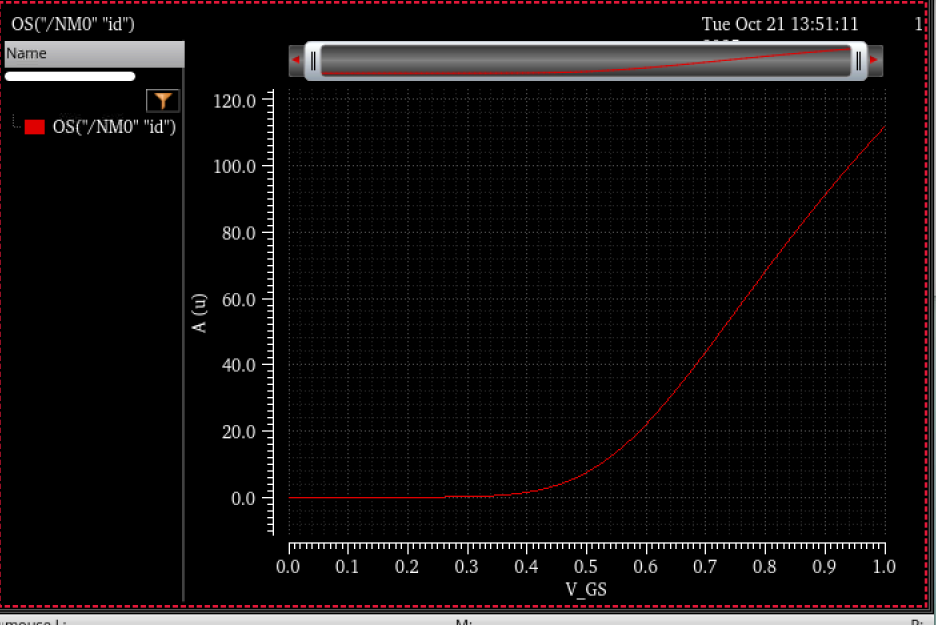 OS("/NM0" "id")
Tue Oct 21 13:51:11
1
Name
OS("/NM0" "id")
120.0
100.0
80.0
60.0
40.0
20.0
0.0
A (u)
0.0 0.1 0.2 0.3 0.4 0.5 0.6 0.7 0.8 0.9 1.0
V_GS
M: